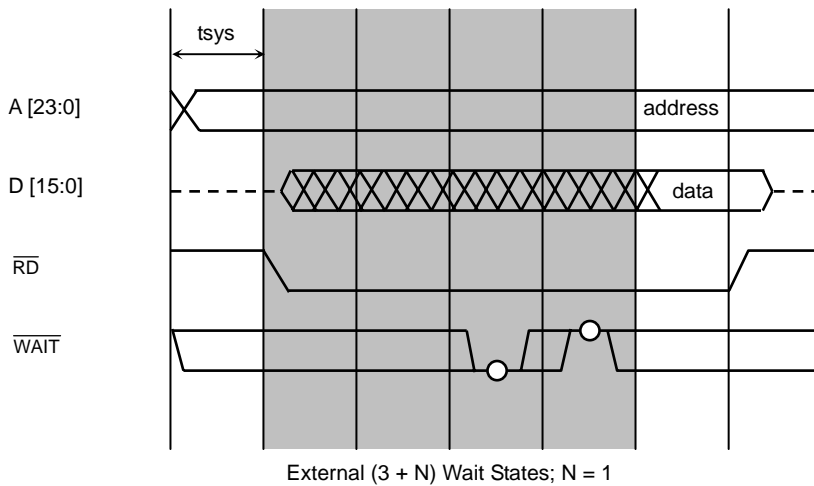 tsys
A [23:0]
address
D [15:0]
data
RD
WAIT
External (3 + N) Wait States; N = 1